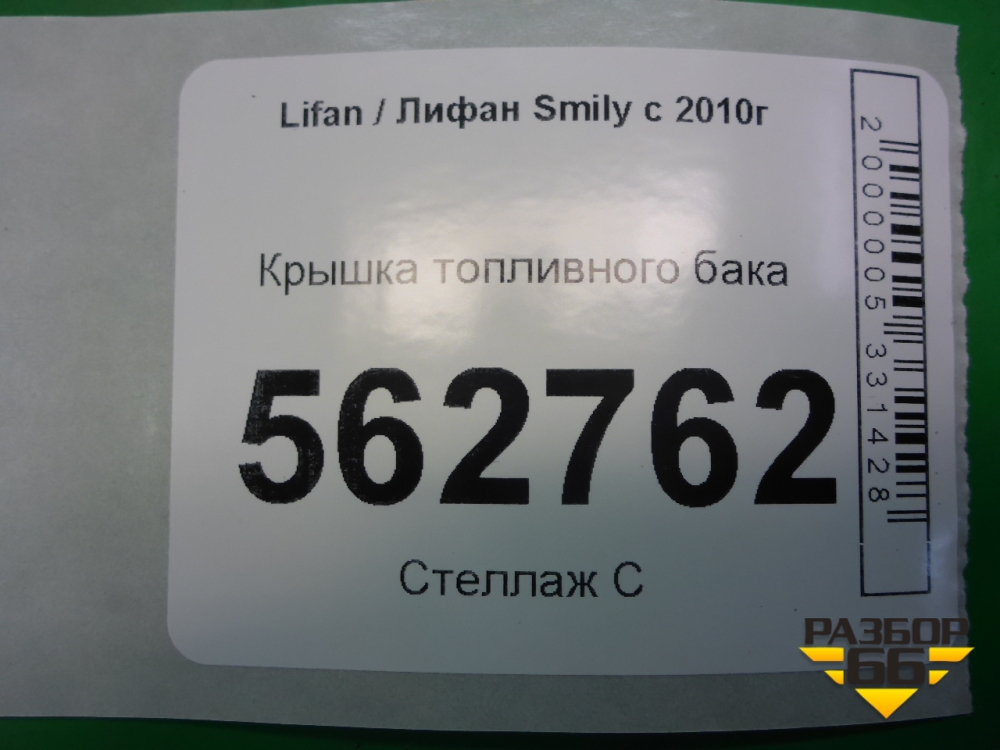 Lifan / Лифан Smily с 2010г
Крышка топливного бака
562762
Стеллаж С
2000005331428
РАЗБОР
66